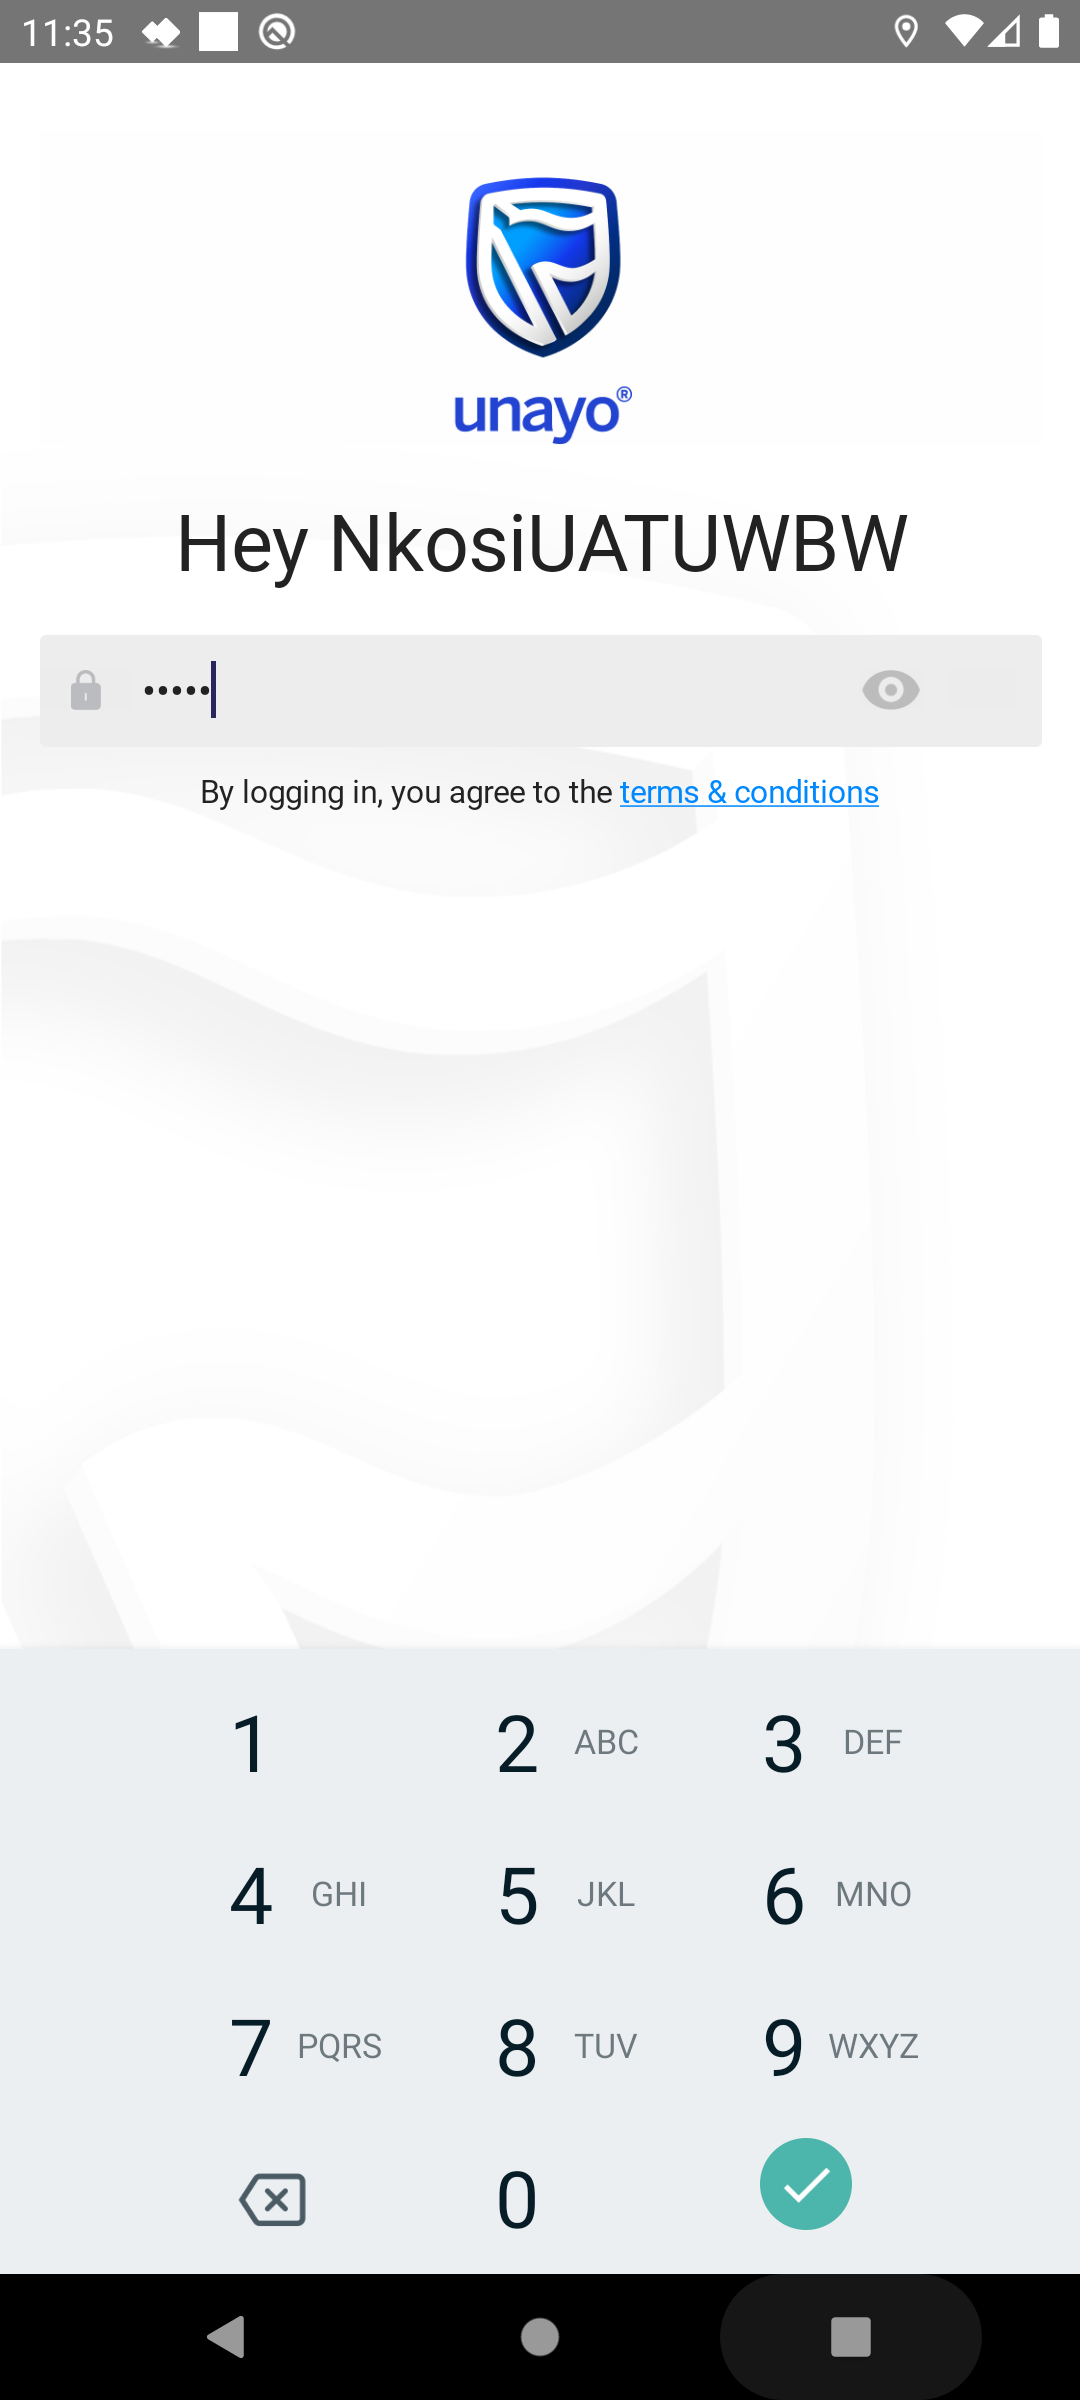 11:35
unayo®
Hey NkosiUATUWBW
•••••
By logging in, you agree to the terms & conditions
1 2 ABC 3 DEF
4 GHI 5 JKL 6 MNO
7 PQRS 8 TUV 9 WXYZ
0